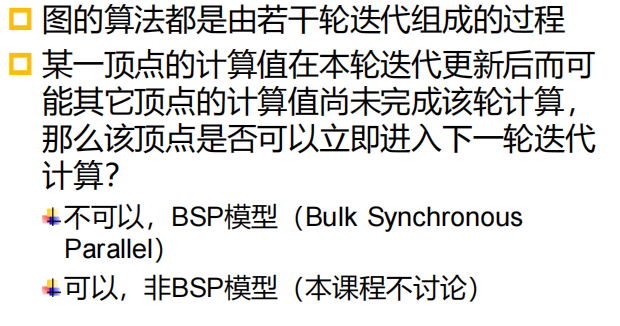 图的算法都是由若干轮迭代组成的过程
某一顶点的计算值在本轮迭代更新后而可
能其它顶点的计算值尚未完成该轮计算，
那么该顶点是否可以立即进入下一轮迭代
计算？
不可以，BSP模型（Bulk Synchronous
Parallel）
可以，非BSP模型（本课程不讨论）